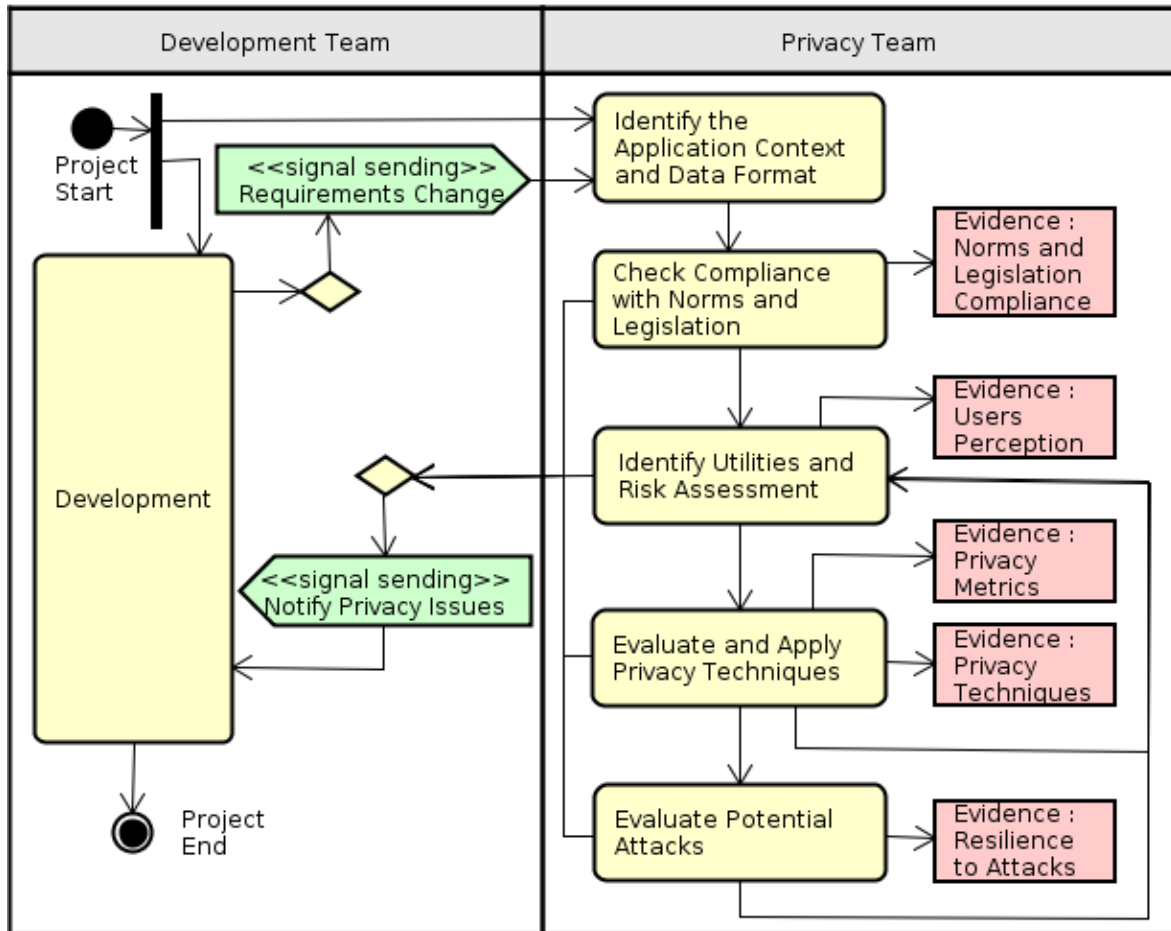 Development Team
Privacy Team
Project
Start
<<signal sending>>
Requirements Change
Identify the
Application Context
and Data Format
Evidence :
Norms and
Legislation
Compliance
Check Compliance
with Norms and
Legislation
Evidence :
Users
Perception
Identify Utilities and
Risk Assessment
Development
<<signal sending>>
Notify Privacy Issues
Evidence :
Privacy
Metrics
Evaluate and Apply
Privacy Techniques
Evidence :
Privacy
Techniques
Project
End
Evaluate Potential
Attacks
Evidence :
Resilience
to Attacks